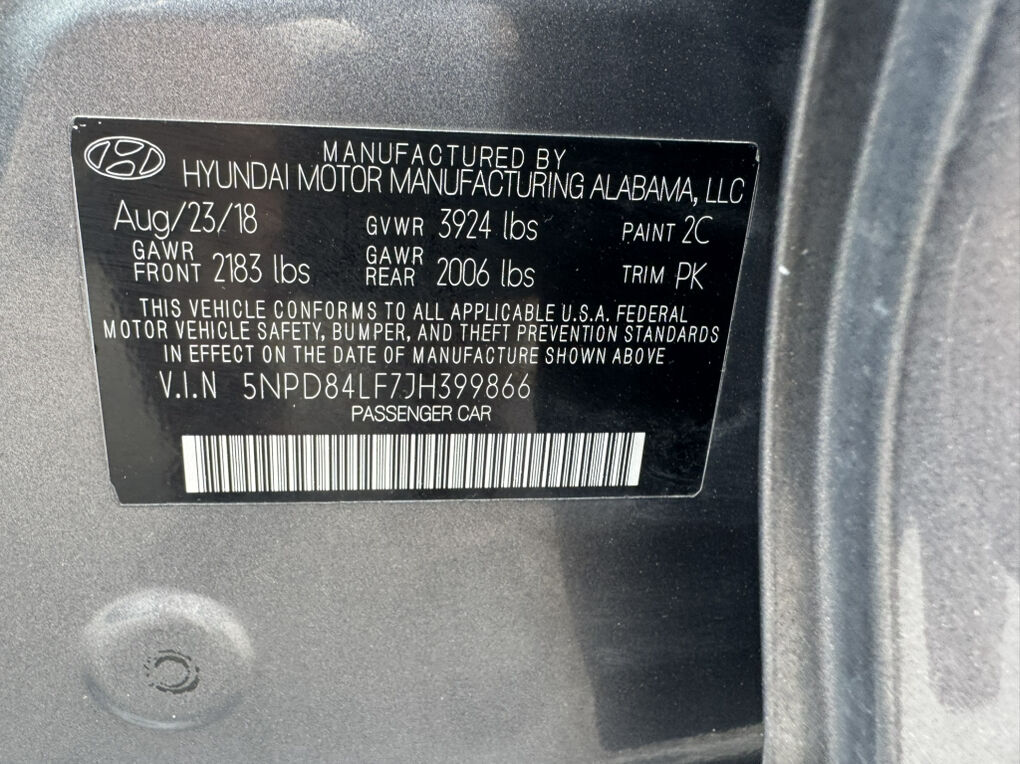 MANUFACTURED BY
HYUNDAI MOTOR MANUFACTURING ALABAMA, LLC
Aug/23/18 GVWR 3924 lbs PAINT 2C
GAWR FRONT 2183 lbs GAWR REAR 2006 lbs TRIM PK
THIS VEHICLE CONFORMS TO ALL APPLICABLE U.S.A. FEDERAL
MOTOR VEHICLE SAFETY, BUMPER, AND THEFT PREVENTION STANDARDS
IN EFFECT ON THE DATE OF MANUFACTURE SHOWN ABOVE
V.I.N 5NPD84LF7JH399866
PASSENGER CAR